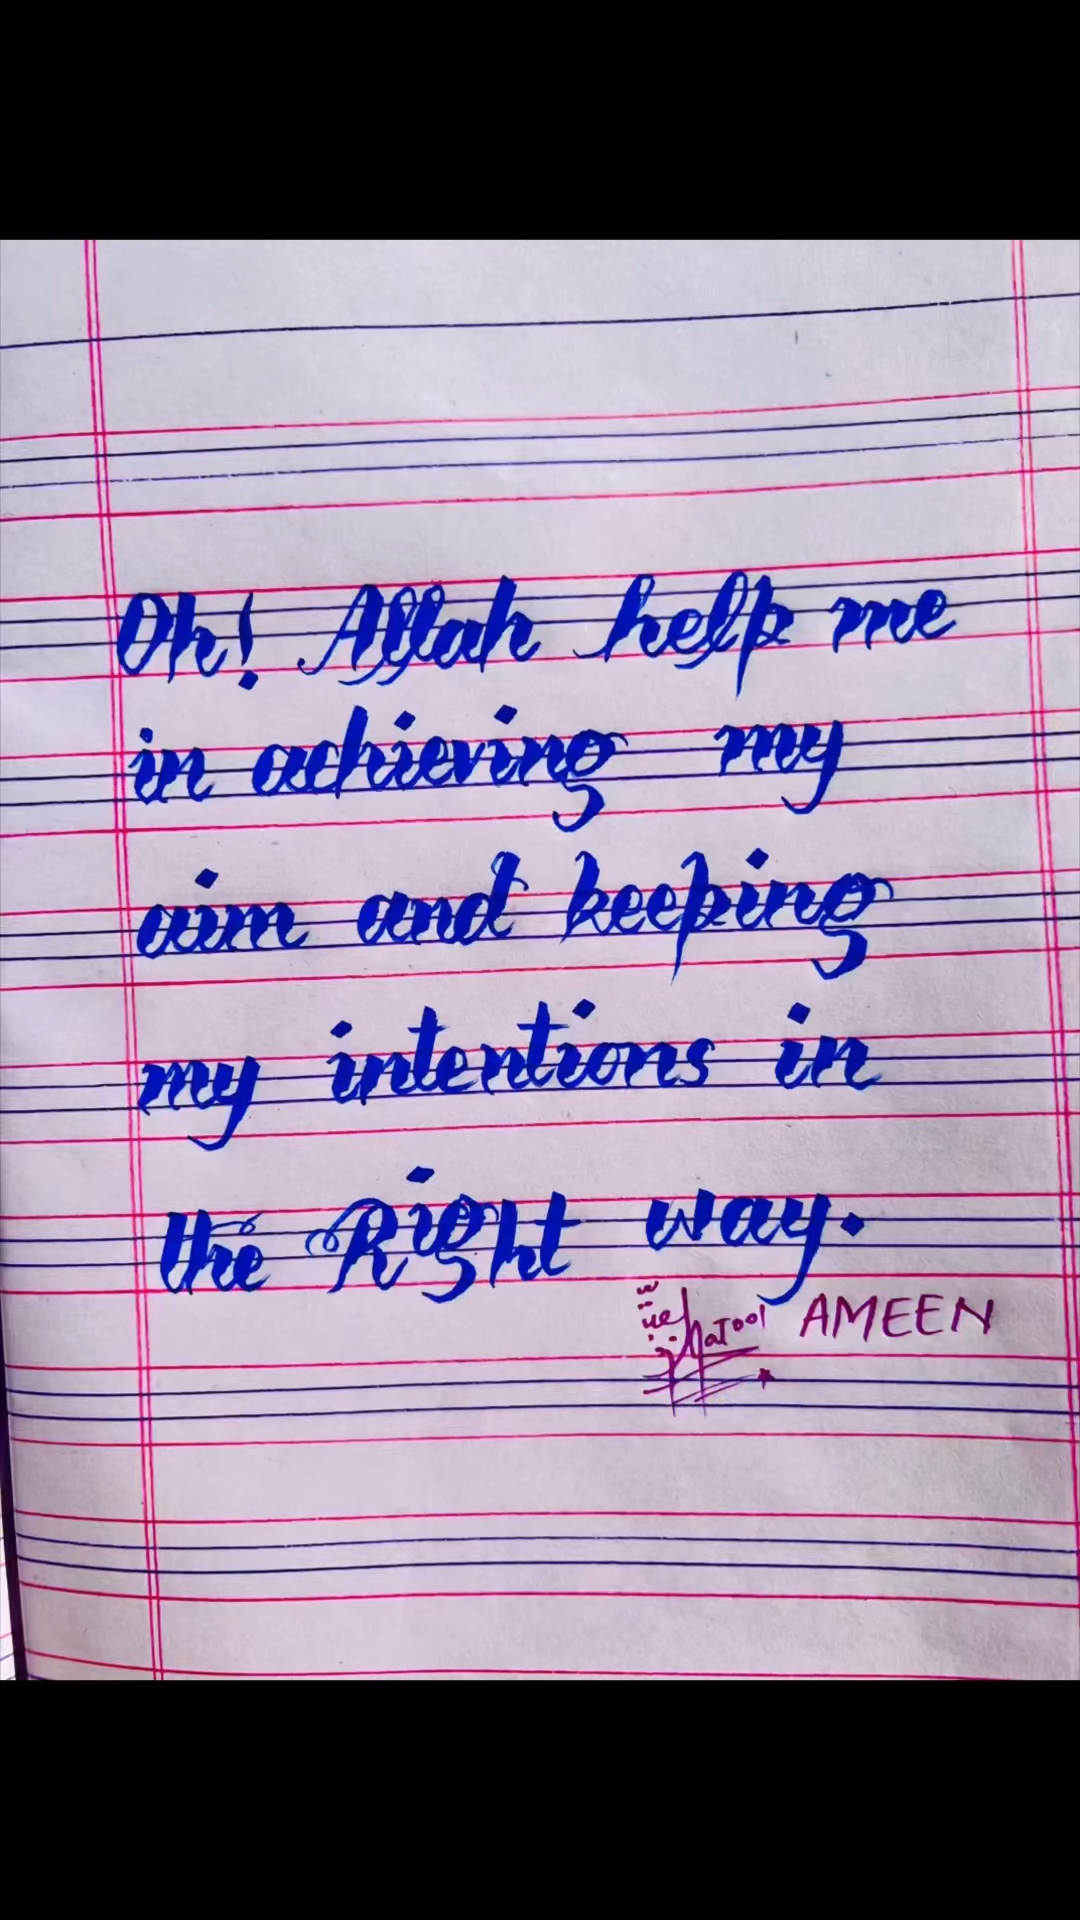 Oh! Allah help me
in achieving my
aim and keeping
my intentions in
the Right way.
AMEEN